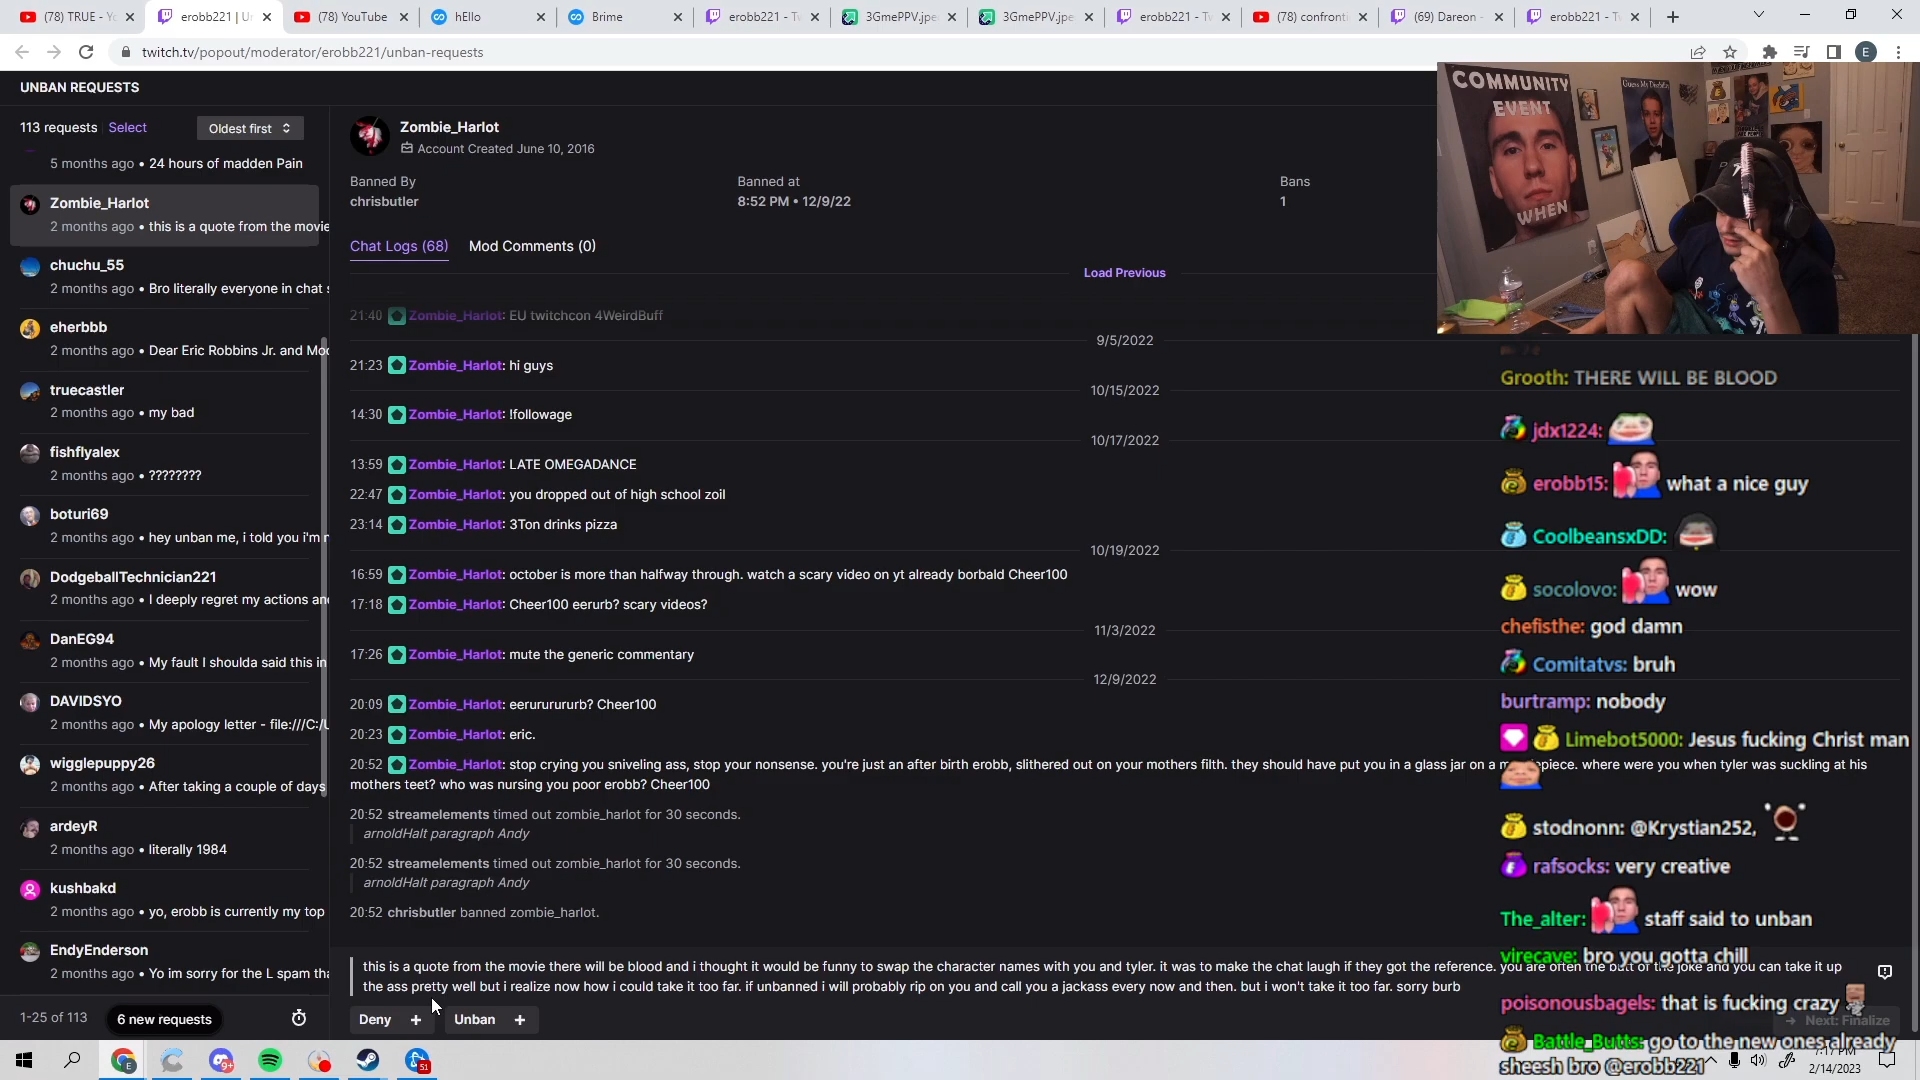 (78) TRUE - Yo
erobb221 | Un
(78) YouTube
hEllo
Brime
erobb221 - Tw
3GmePPV.jpe
3GmePPV.jpe
erobb221 - Tw
(78) confronti
(69) Dareon -
erobb221 - Tw
twitch.tv/popout/moderator/erobb221/unban-requests
E
UNBAN REQUESTS
113 requests Select Oldest first
5 months ago • 24 hours of madden Pain
Zombie_Harlot
2 months ago • this is a quote from the movie
chuchu_55
2 months ago • Bro literally everyone in chat s
eherbbb
2 months ago • Dear Eric Robbins Jr. and Mod
truecastler
2 months ago • my bad
fishflyalex
2 months ago • ????????
boturi69
2 months ago • hey unban me, i told you i'm r
DodgeballTechnician221
2 months ago • I deeply regret my actions and
DanEG94
2 months ago • My fault I shoulda said this in
DAVIDSYO
2 months ago • My apology letter - file:///C:/U
wigglepuppy26
2 months ago • After taking a couple of days
ardeyR
2 months ago • literally 1984
kushbakd
2 months ago • yo, erobb is currently my top
EndyEnderson
2 months ago • Yo im sorry for the L spam tha
1-25 of 113
6 new requests
Zombie_Harlot
Account Created June 10, 2016
Banned By
chrisbutler
Banned at
8:52 PM • 12/9/22
Bans
1
Chat Logs (68) Mod Comments (0)
Load Previous
21:40 Zombie_Harlot: EU twitchcon 4WeirdBuff
9/5/2022
21:23 Zombie_Harlot: hi guys
10/15/2022
14:30 Zombie_Harlot: !followage
10/17/2022
13:59 Zombie_Harlot: LATE OMEGADANCE
22:47 Zombie_Harlot: you dropped out of high school zoil
23:14 Zombie_Harlot: 3Ton drinks pizza
10/19/2022
16:59 Zombie_Harlot: october is more than halfway through. watch a scary video on yt already borbald Cheer100
17:18 Zombie_Harlot: Cheer100 eerurb? scary videos?
11/3/2022
17:26 Zombie_Harlot: mute the generic commentary
12/9/2022
20:09 Zombie_Harlot: eerurururub? Cheer100
20:23 Zombie_Harlot: eric.
20:52 Zombie_Harlot: stop crying you sniveling ass, stop your nonsense. you're just an after birth erobb, slithered out on your mothers filth. they should have put you in a glass jar on a m piece. where were you when tyler was suckling at his
mothers teet? who was nursing you poor erobb? Cheer100
20:52 streamelements timed out zombie_harlot for 30 seconds.
arnoldHalt paragraph Andy
20:52 streamelements timed out zombie_harlot for 30 seconds.
arnoldHalt paragraph Andy
20:52 chrisbutler banned zombie_harlot.
this is a quote from the movie there will be blood and i thought it would be funny to swap the character names with you and tyler. it was to make the chat laugh if they got the reference. you are often the butt of the joke and you can take it up
the ass pretty well but i realize now how i could take it too far. if unbanned i will probably rip on you and call you a jackass every now and then. but i won't take it too far. sorry burb
Deny + Unban +
Next: Finalize
COMMUNITY
EVENT
WHEN
Grooth: THERE WILL BE BLOOD
jdx1224:
erobb15: what a nice guy
CoolbeansxDD:
socolovo: wow
chefisthe: god damn
Comitatvs: bruh
burtramp: nobody
Limebot5000: Jesus fucking Christ man
stodnonn: @Krystian252,
rafsocks: very creative
The_alter: staff said to unban
virecave: bro you gotta chill
poisonousbagels: that is fucking crazy
Battle_Butts: go to the new ones already
sheesh bro @erobb221
9+
51
7:17 PM
2/14/2023